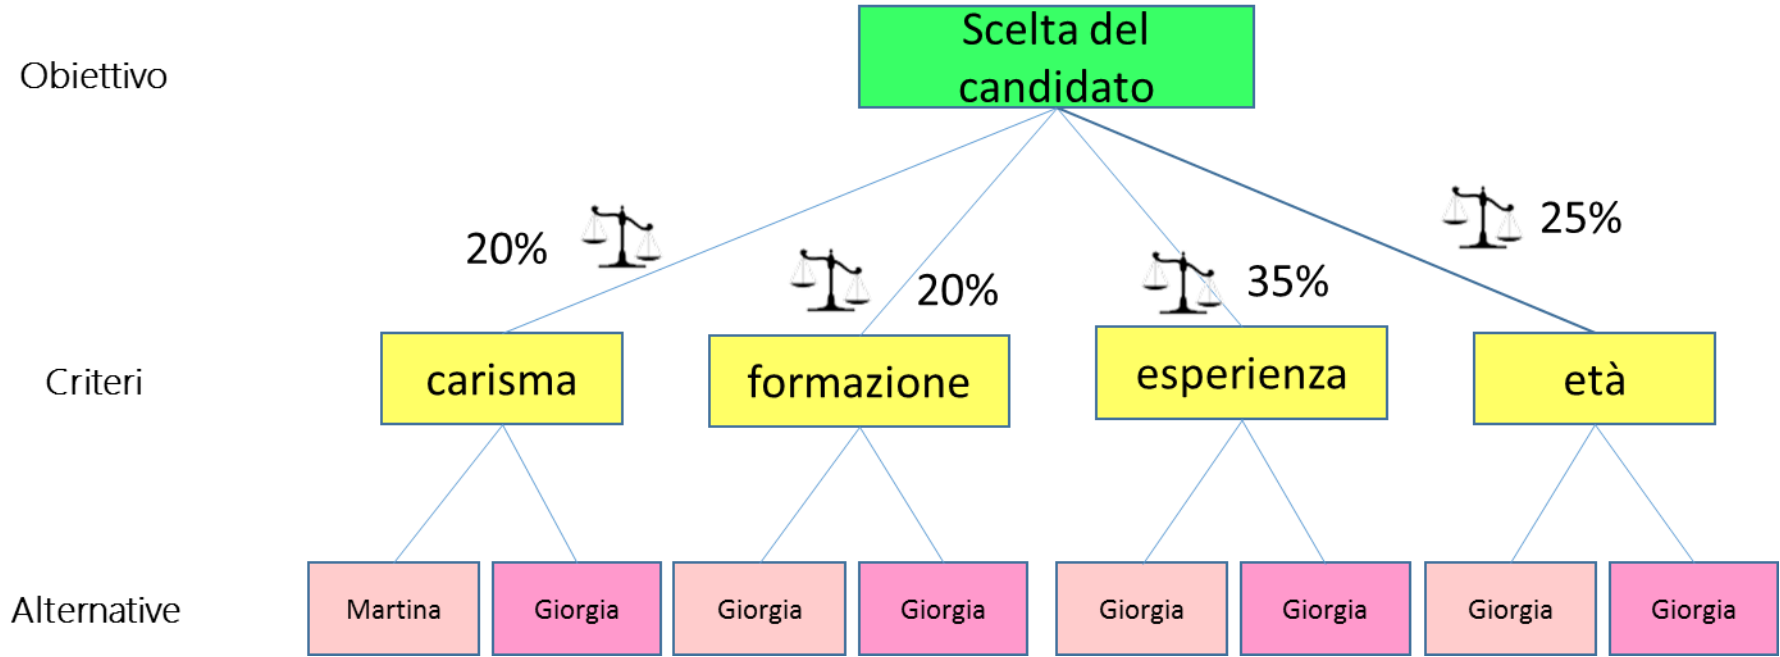 Scelta del
candidato
Obiettivo
20%
20%
35%
25%
Criteri
carisma
formazione
esperienza
età
Alternative
Martina
Giorgia
Giorgia
Giorgia
Giorgia
Giorgia
Giorgia
Giorgia